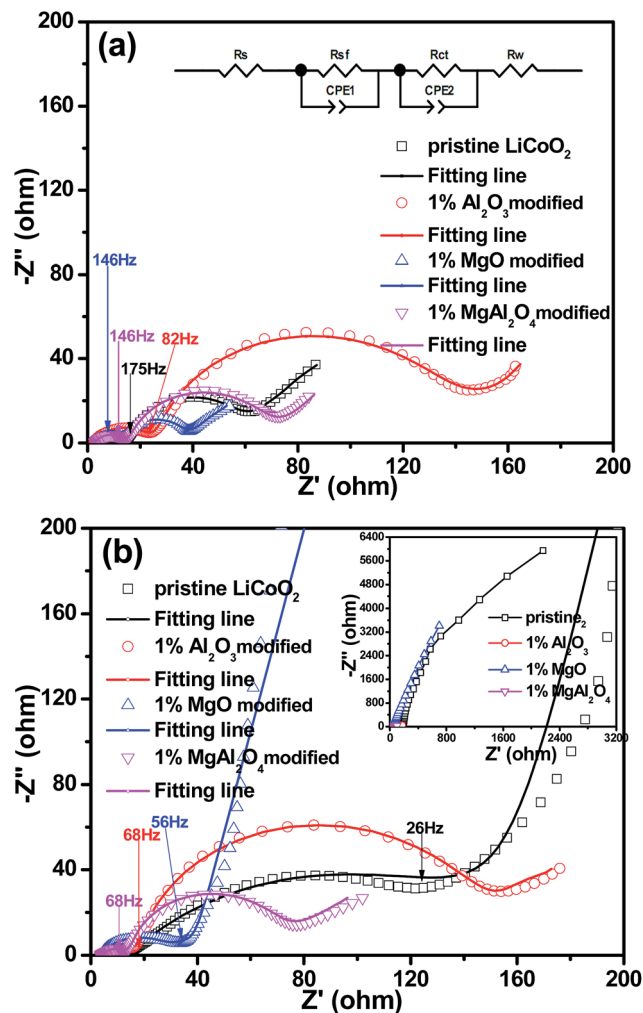 (a)
Rs Rsf Rct Rw
CPE1 CPE2
pristine LiCoO₂
Fitting line
1% Al₂O₃modified
Fitting line
1% MgO modified
Fitting line
1% MgAl₂O₄modified
Fitting line
146Hz
146Hz
175Hz
82Hz
200
160
120
80
40
0
-Z" (ohm)
0 40 80 120 160 200
Z' (ohm)
(b)
pristine LiCoO₂
Fitting line
1% Al₂O₃modified
Fitting line
1% MgO modified
Fitting line
1% MgAl₂O₄modified
Fitting line
68Hz
68Hz
56Hz
26Hz
200
160
120
80
40
0
-Z" (ohm)
0 40 80 120 160 200
Z' (ohm)
6400
5600
4800
4000
3200
2400
1600
800
0
-Z" (ohm)
pristine₂
1% Al₂O₃
1% MgO
1% MgAl₂O₄
0 800 1600 2400 3200
Z' (ohm)